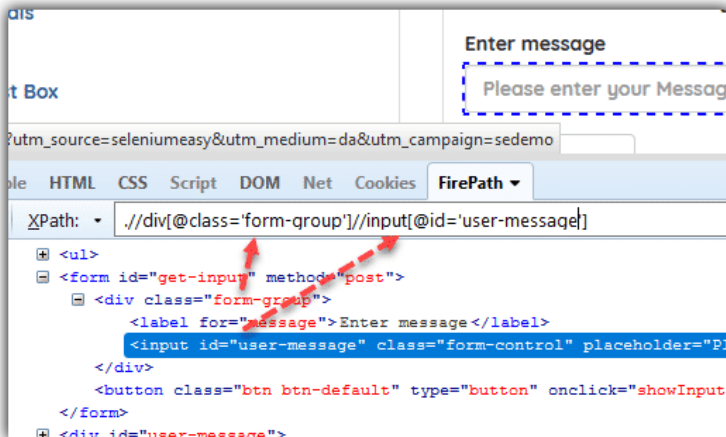 Enter message
t Box
Please enter your Messag
?utm_source=seleniumeasy&utm_medium=da&utm_campaign=sedemo
HTML CSS Script DOM Net Cookies FirePath
XPath: .//div[@class='form-group']//input[@id='user-message']
<ul>
<form id="get-input" method="post">
<div class="form-group">
<label for="message">Enter message</label>
<input id="user-message" class="form-control" placeholder="Pl
</div>
<button class="btn btn-default" type="button" onclick="showInput
</form>
<div id="user-message">